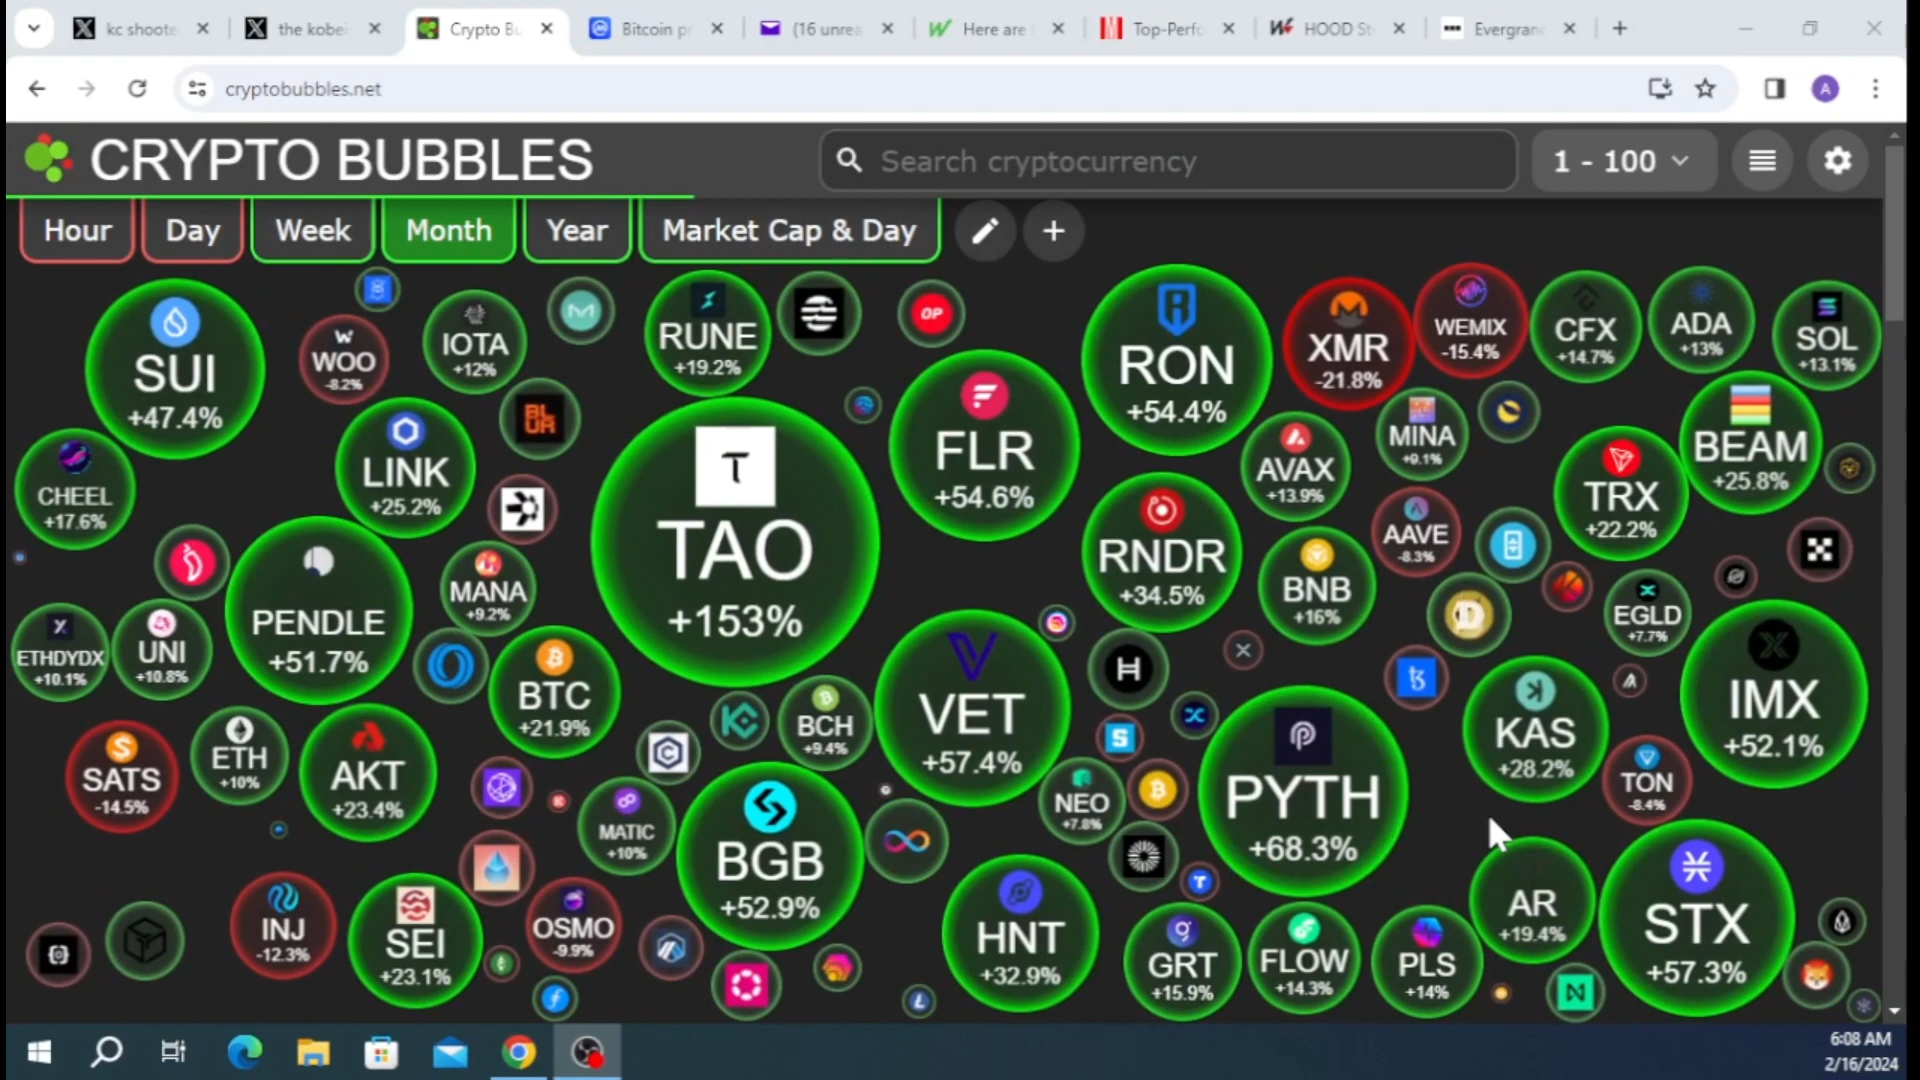 kc shoote
the kobei
Crypto Bu
Bitcoin pr
(16 unrea
Here are
Top-Perfo
HOOD St
Evergran
cryptobubbles.net
A
CRYPTO BUBBLES
Search cryptocurrency
1 - 100
Hour
Day
Week
Month
Year
Market Cap & Day
SUI
+47.4%
WOO
-8.2%
IOTA
+12%
RUNE
+19.2%
OP
RON
+54.4%
XMR
-21.8%
WEMIX
-15.4%
CFX
+14.7%
ADA
+13%
SOL
+13.1%
CHEEL
+17.6%
LINK
+25.2%
BLUR
TAO
+153%
FLR
+54.6%
AVAX
+13.9%
MINA
+9.1%
TRX
+22.2%
BEAM
+25.8%
PENDLE
+51.7%
MANA
+9.2%
RNDR
+34.5%
BNB
+16%
AAVE
-8.3%
EGLD
+7.7%
ETHDYDX
+10.1%
UNI
+10.8%
BTC
+21.9%
BCH
+9.4%
VET
+57.4%
PYTH
+68.3%
KAS
+28.2%
IMX
+52.1%
SATS
-14.5%
ETH
+10%
AKT
+23.4%
MATIC
+10%
BGB
+52.9%
NEO
+7.8%
TON
-8.4%
INJ
-12.3%
SEI
+23.1%
OSMO
-9.9%
HNT
+32.9%
GRT
+15.9%
FLOW
+14.3%
PLS
+14%
AR
+19.4%
STX
+57.3%
6:08 AM
2/16/2024